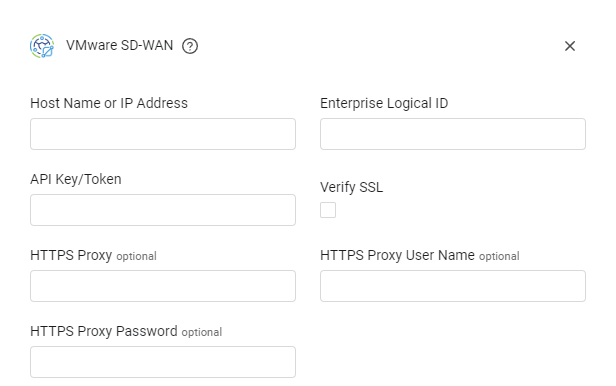 VMware SD-WAN
Host Name or IP Address
Enterprise Logical ID
API Key/Token
Verify SSL
HTTPS Proxy optional
HTTPS Proxy User Name optional
HTTPS Proxy Password optional